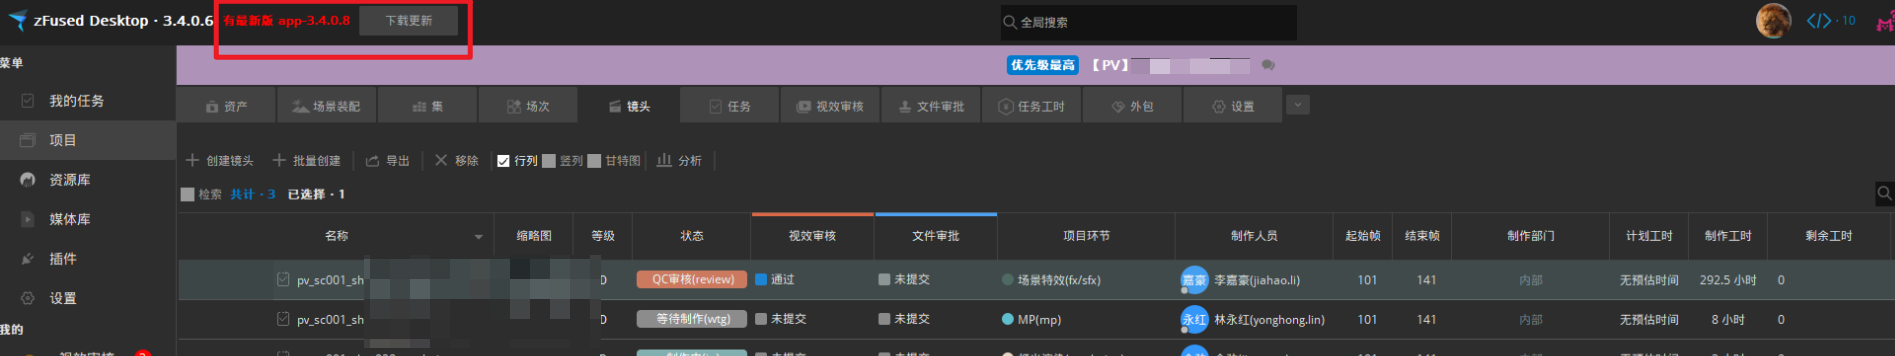 zFused Desktop · 3.4.0.6 有最新版 app-3.4.0.8 下载更新 全局搜索 </> · 10
菜单 优先级最高 【PV】
我的任务 资产 场景装配 集 场次 镜头 任务 视效审核 文件审批 任务工时 外包 设置
项目
创建镜头 批量创建 导出 移除 行列 竖列 甘特图 分析
资源库
检索 共计 · 3 已选择 · 1
媒体库
名称 缩略图 等级 状态 视效审核 文件审批 项目环节 制作人员 起始帧 结束帧 制作部门 计划工时 制作工时 剩余工时
插件
pv_sc001_sh D QC审核(review) 通过 未提交 场景特效(fx/sfx) 嘉豪 李嘉豪(jiahao.li) 101 141 内部 无预估时间 292.5 小时 0
设置
pv_sc001_sh D 等待制作(wtg) 未提交 未提交 MP(mp) 永红 林永红(yonghong.lin) 101 141 内部 无预估时间 8 小时 0
我的